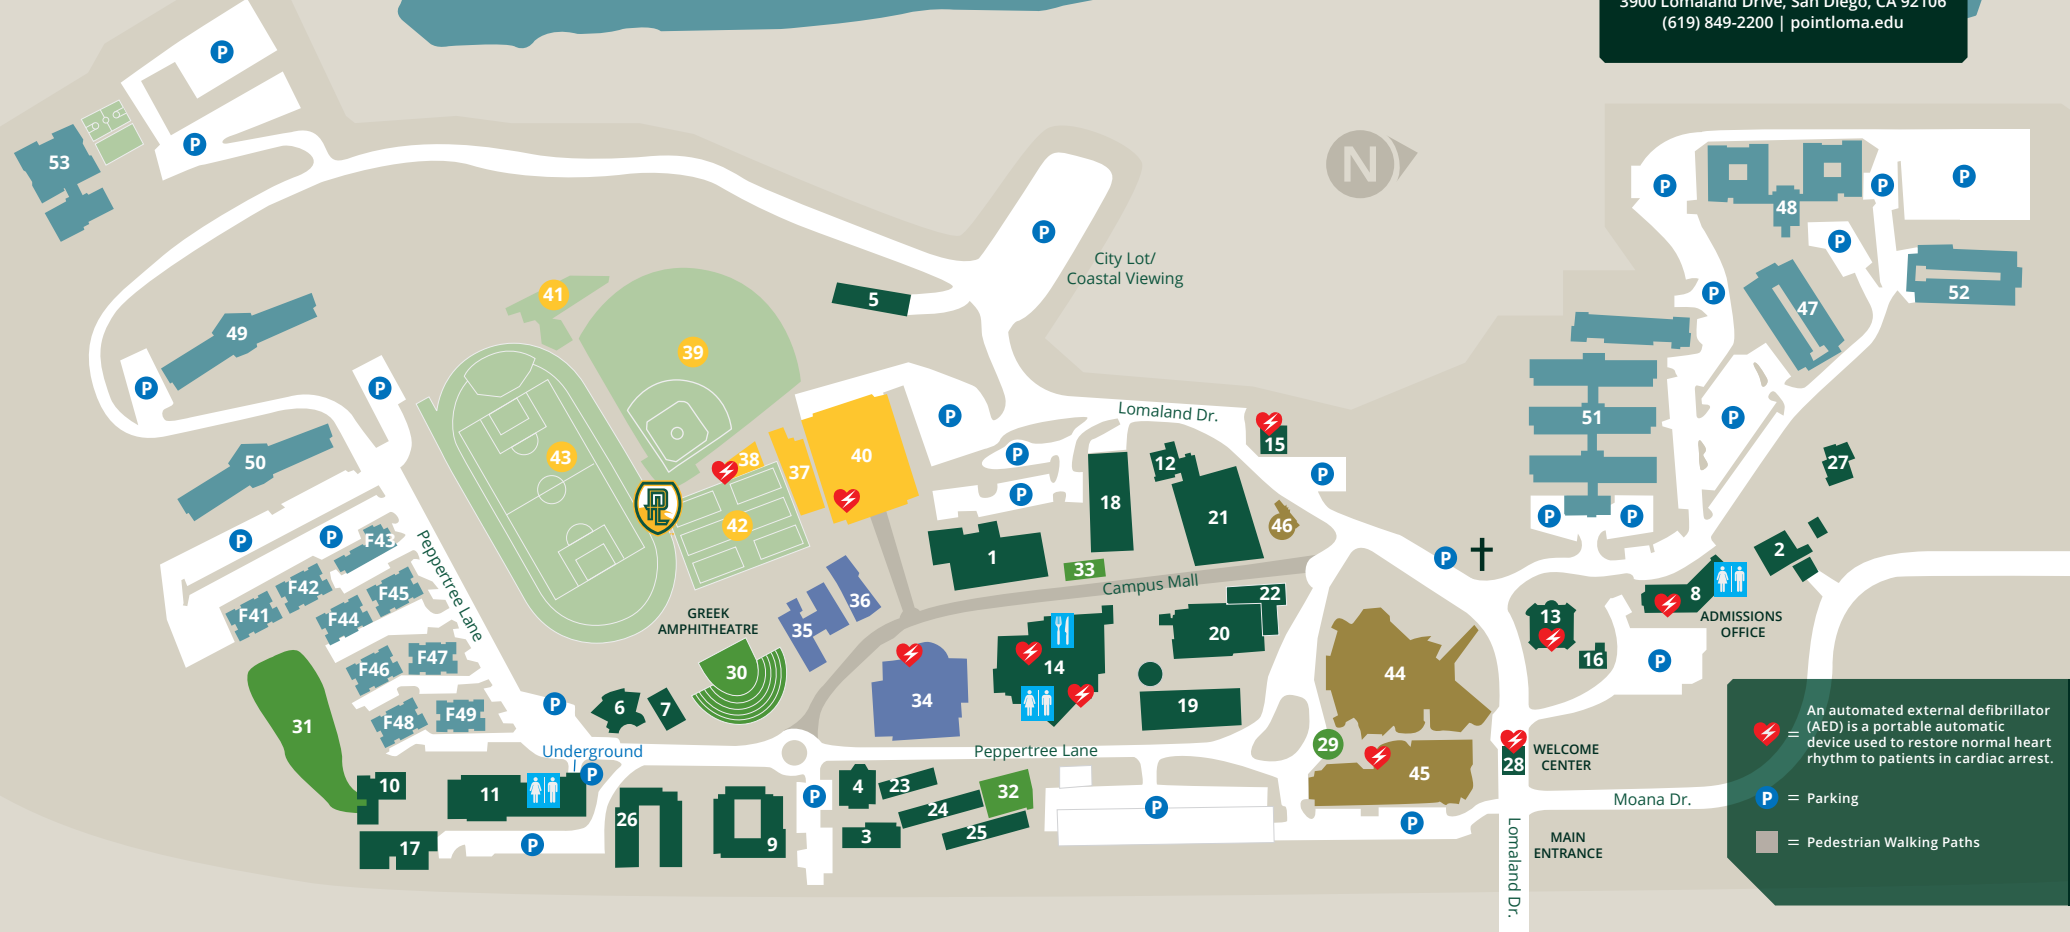 3900 Lomaland Drive, San Diego, CA 92106
(619) 849-2200 | pointloma.edu
P
P
53
N
P
P
P
48
P
City Lot/
Coastal Viewing
P
52
47
P
41
5
49
39
P
P
51
P
P
Lomaland Dr.
15
40
43
38
37
P
P
12
P
27
50
18
21
46
42
PL
P
P
P
P
F43
Peppertree Lane
1
33
Campus Mall
P
2
F42
F45
F41
F44
36
35
22
20
8
ADMISSIONS
OFFICE
13
16
P
GREEK
AMPHITHEATRE
30
34
14
44
F46
F47
F48
F49
31
P
6
7
19
29
Underground
P
Peppertree Lane
45
WELCOME
CENTER
28
10
11
17
P
26
9
P
4
23
24
3
25
32
P
P
Moana Dr.
Lomaland Dr.
MAIN
ENTRANCE
=
An automated external defibrillator
(AED) is a portable automatic
device used to restore normal heart
rhythm to patients in cardiac arrest.
P = Parking
= Pedestrian Walking Paths